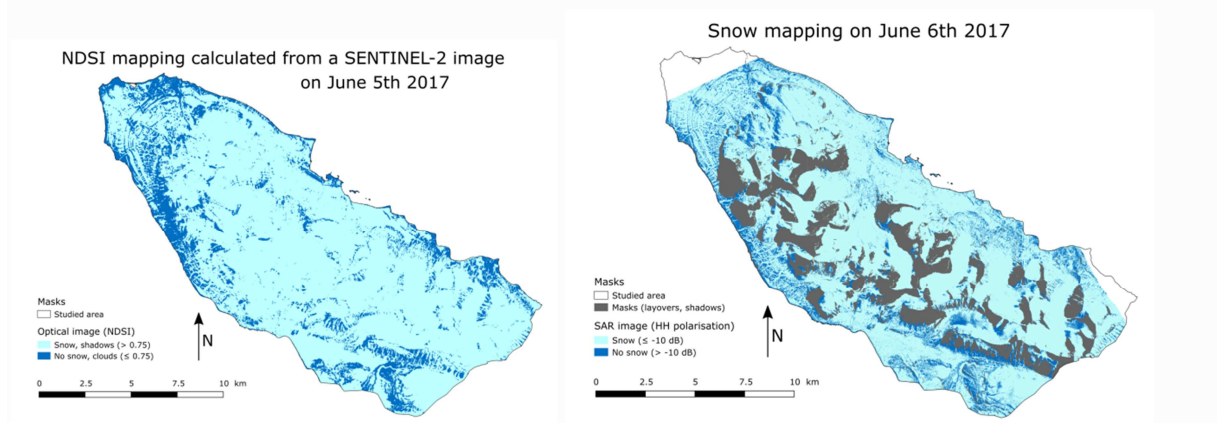 NDSI mapping calculated from a SENTINEL-2 image
on June 5th 2017
Masks
Studied area
Optical image (NDSI)
Snow, shadows (> 0.75)
No snow, clouds (≤ 0.75)
N
0 2.5 5 7.5 10 km
Snow mapping on June 6th 2017
Masks
Studied area
Masks (layovers, shadows)
SAR image (HH polarisation)
Snow (≤ -10 dB)
No snow (> -10 dB)
N
0 2.5 5 7.5 10 km